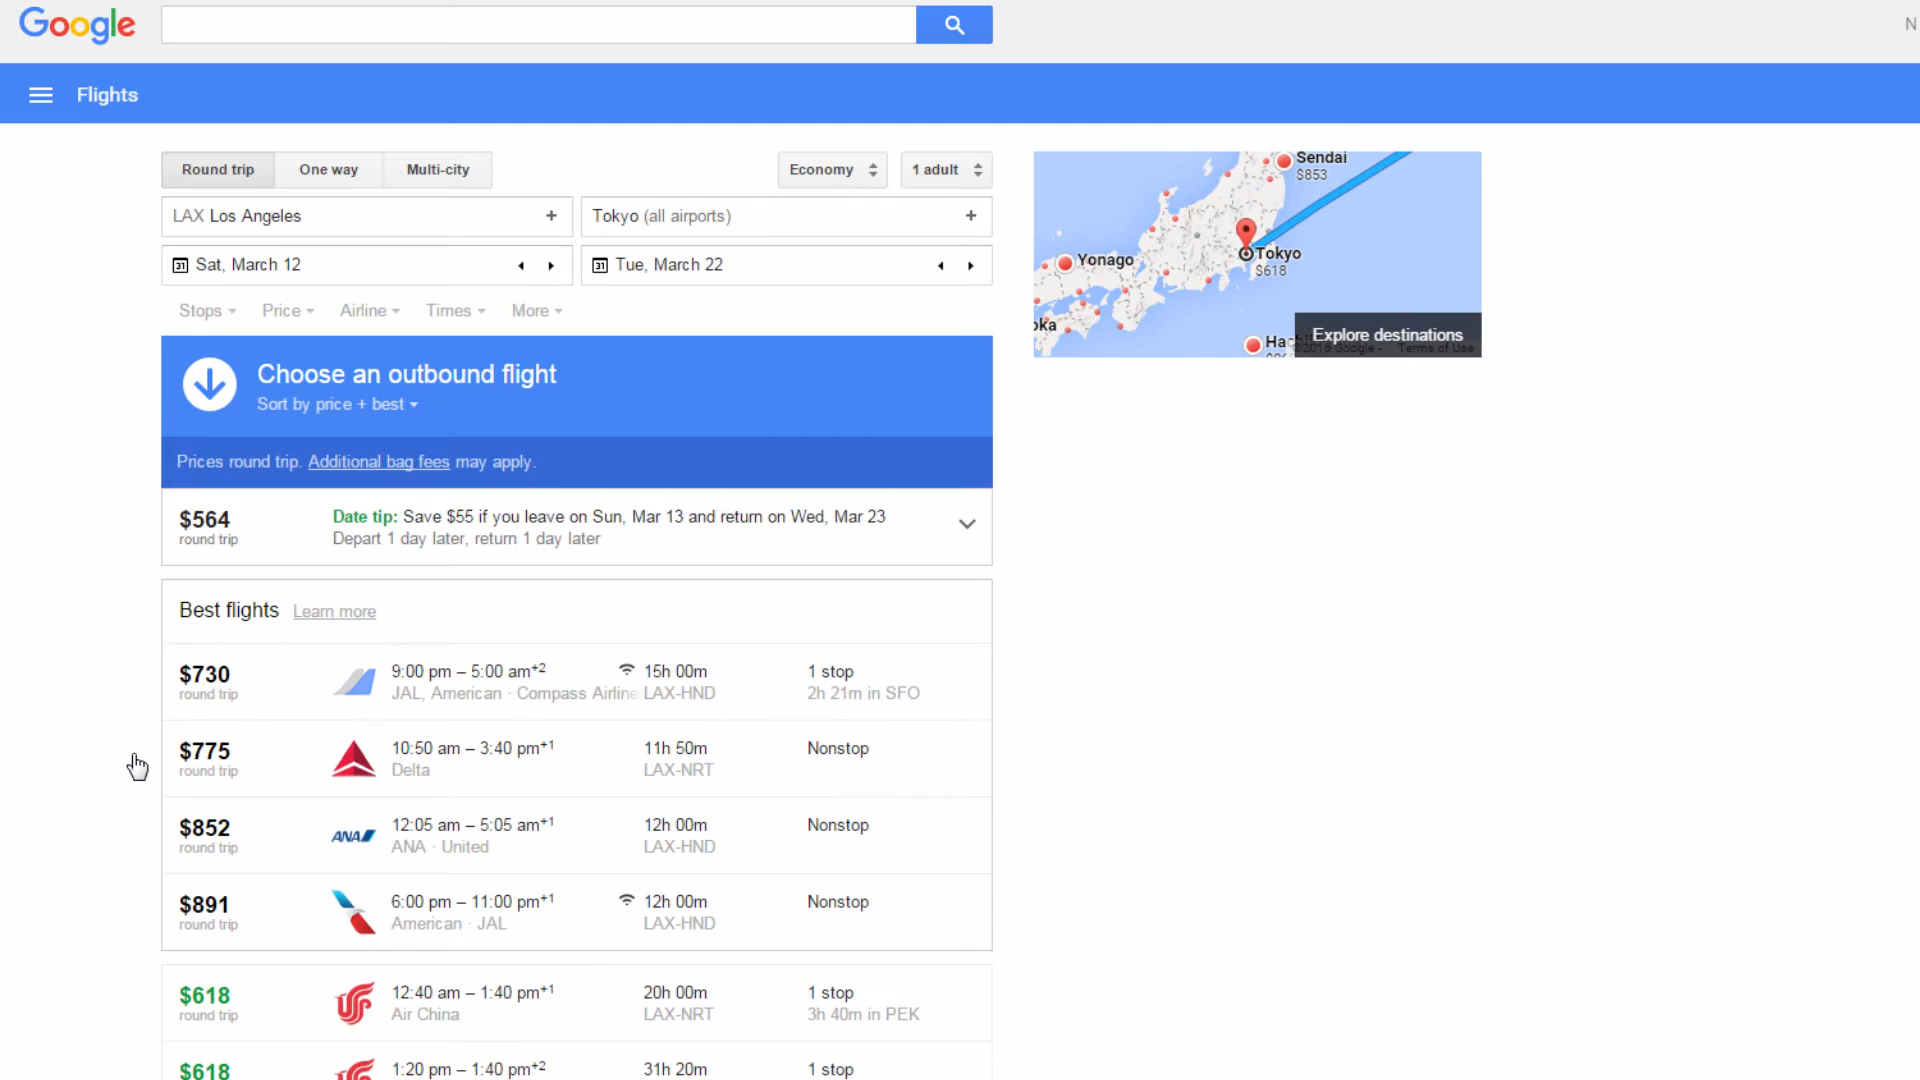 Google
N
Flights
Round trip One way Multi-city Economy 1 adult
LAX Los Angeles + Tokyo (all airports) +
31 Sat, March 12 31 Tue, March 22
Stops Price Airline Times More
Choose an outbound flight
Sort by price + best
Prices round trip. Additional bag fees may apply.
$564 Date tip: Save $55 if you leave on Sun, Mar 13 and return on Wed, Mar 23
round trip Depart 1 day later, return 1 day later
Best flights Learn more
$730 9:00 pm – 5:00 am+2 15h 00m 1 stop
round trip JAL, American · Compass Airline LAX-HND 2h 21m in SFO
$775 10:50 am – 3:40 pm+1 11h 50m Nonstop
round trip Delta LAX-NRT
$852 ANA 12:05 am – 5:05 am+1 12h 00m Nonstop
round trip ANA · United LAX-HND
$891 6:00 pm – 11:00 pm+1 12h 00m Nonstop
round trip American · JAL LAX-HND
$618 12:40 am – 1:40 pm+1 20h 00m 1 stop
round trip Air China LAX-NRT 3h 40m in PEK
$618 1:20 pm – 1:40 pm+2 31h 20m 1 stop
Sendai
$853
Tokyo
$618
Yonago
oka
Hac
Explore destinations
©2016 Google - Terms of Use